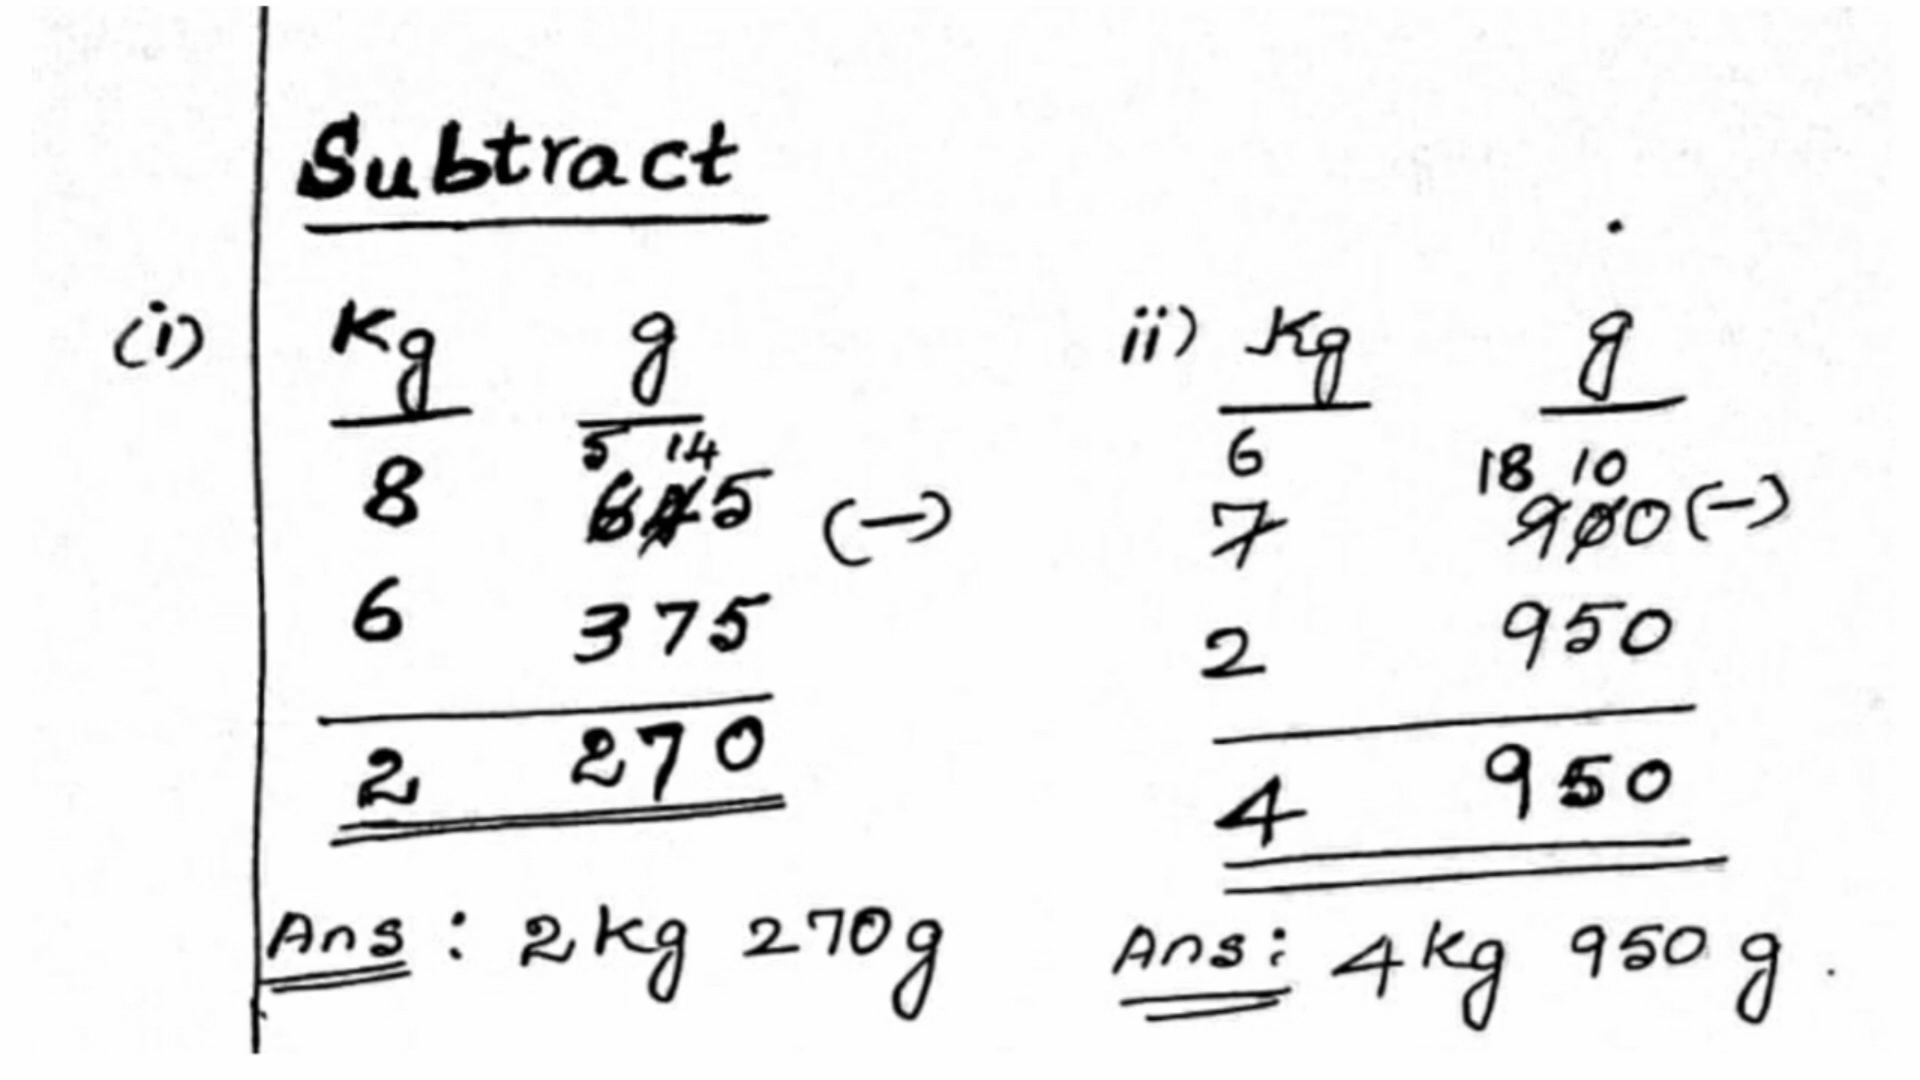 Subtract
(i) Kg g ii) Kg g
5 14 6 18 10
8 645 (-) 7 900 (-)
6 375 2 950
2 270 4 950
Ans : 2 kg 270 g Ans : 4 kg 950 g .